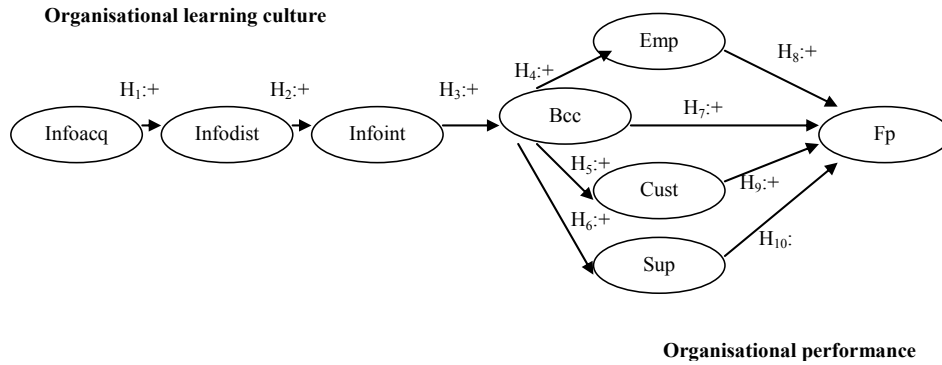 Organisational learning culture
Emp
H8:+
H4:+
H1:+
H2:+
H3:+
H7:+
Infoacq
Infodist
Infoint
Bcc
Fp
H5:+
Cust
H9:+
H6:+
H10:
Sup
Organisational performance